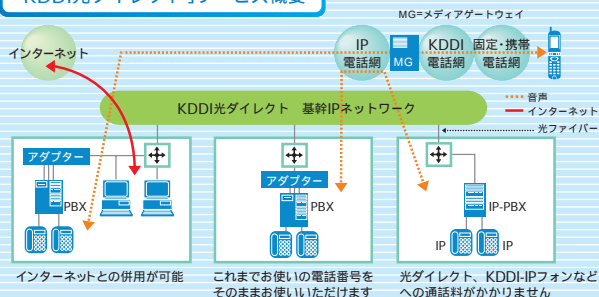 KDDI光ダイレクト」サービス概要
MG=メディアゲートウェイ
インターネット
IP
電話網
MG
KDDI
電話網
固定・携帯
電話網
KDDI光ダイレクト 基幹IPネットワーク
音声
インターネット
光ファイバー
アダプター
PBX
アダプター
PBX
IP-PBX
IP
IP
インターネットとの併用が可能
これまでお使いの電話番号を
そのままお使いいただけます
光ダイレクト、KDDI-IPフォンなど
への通話料がかかりません